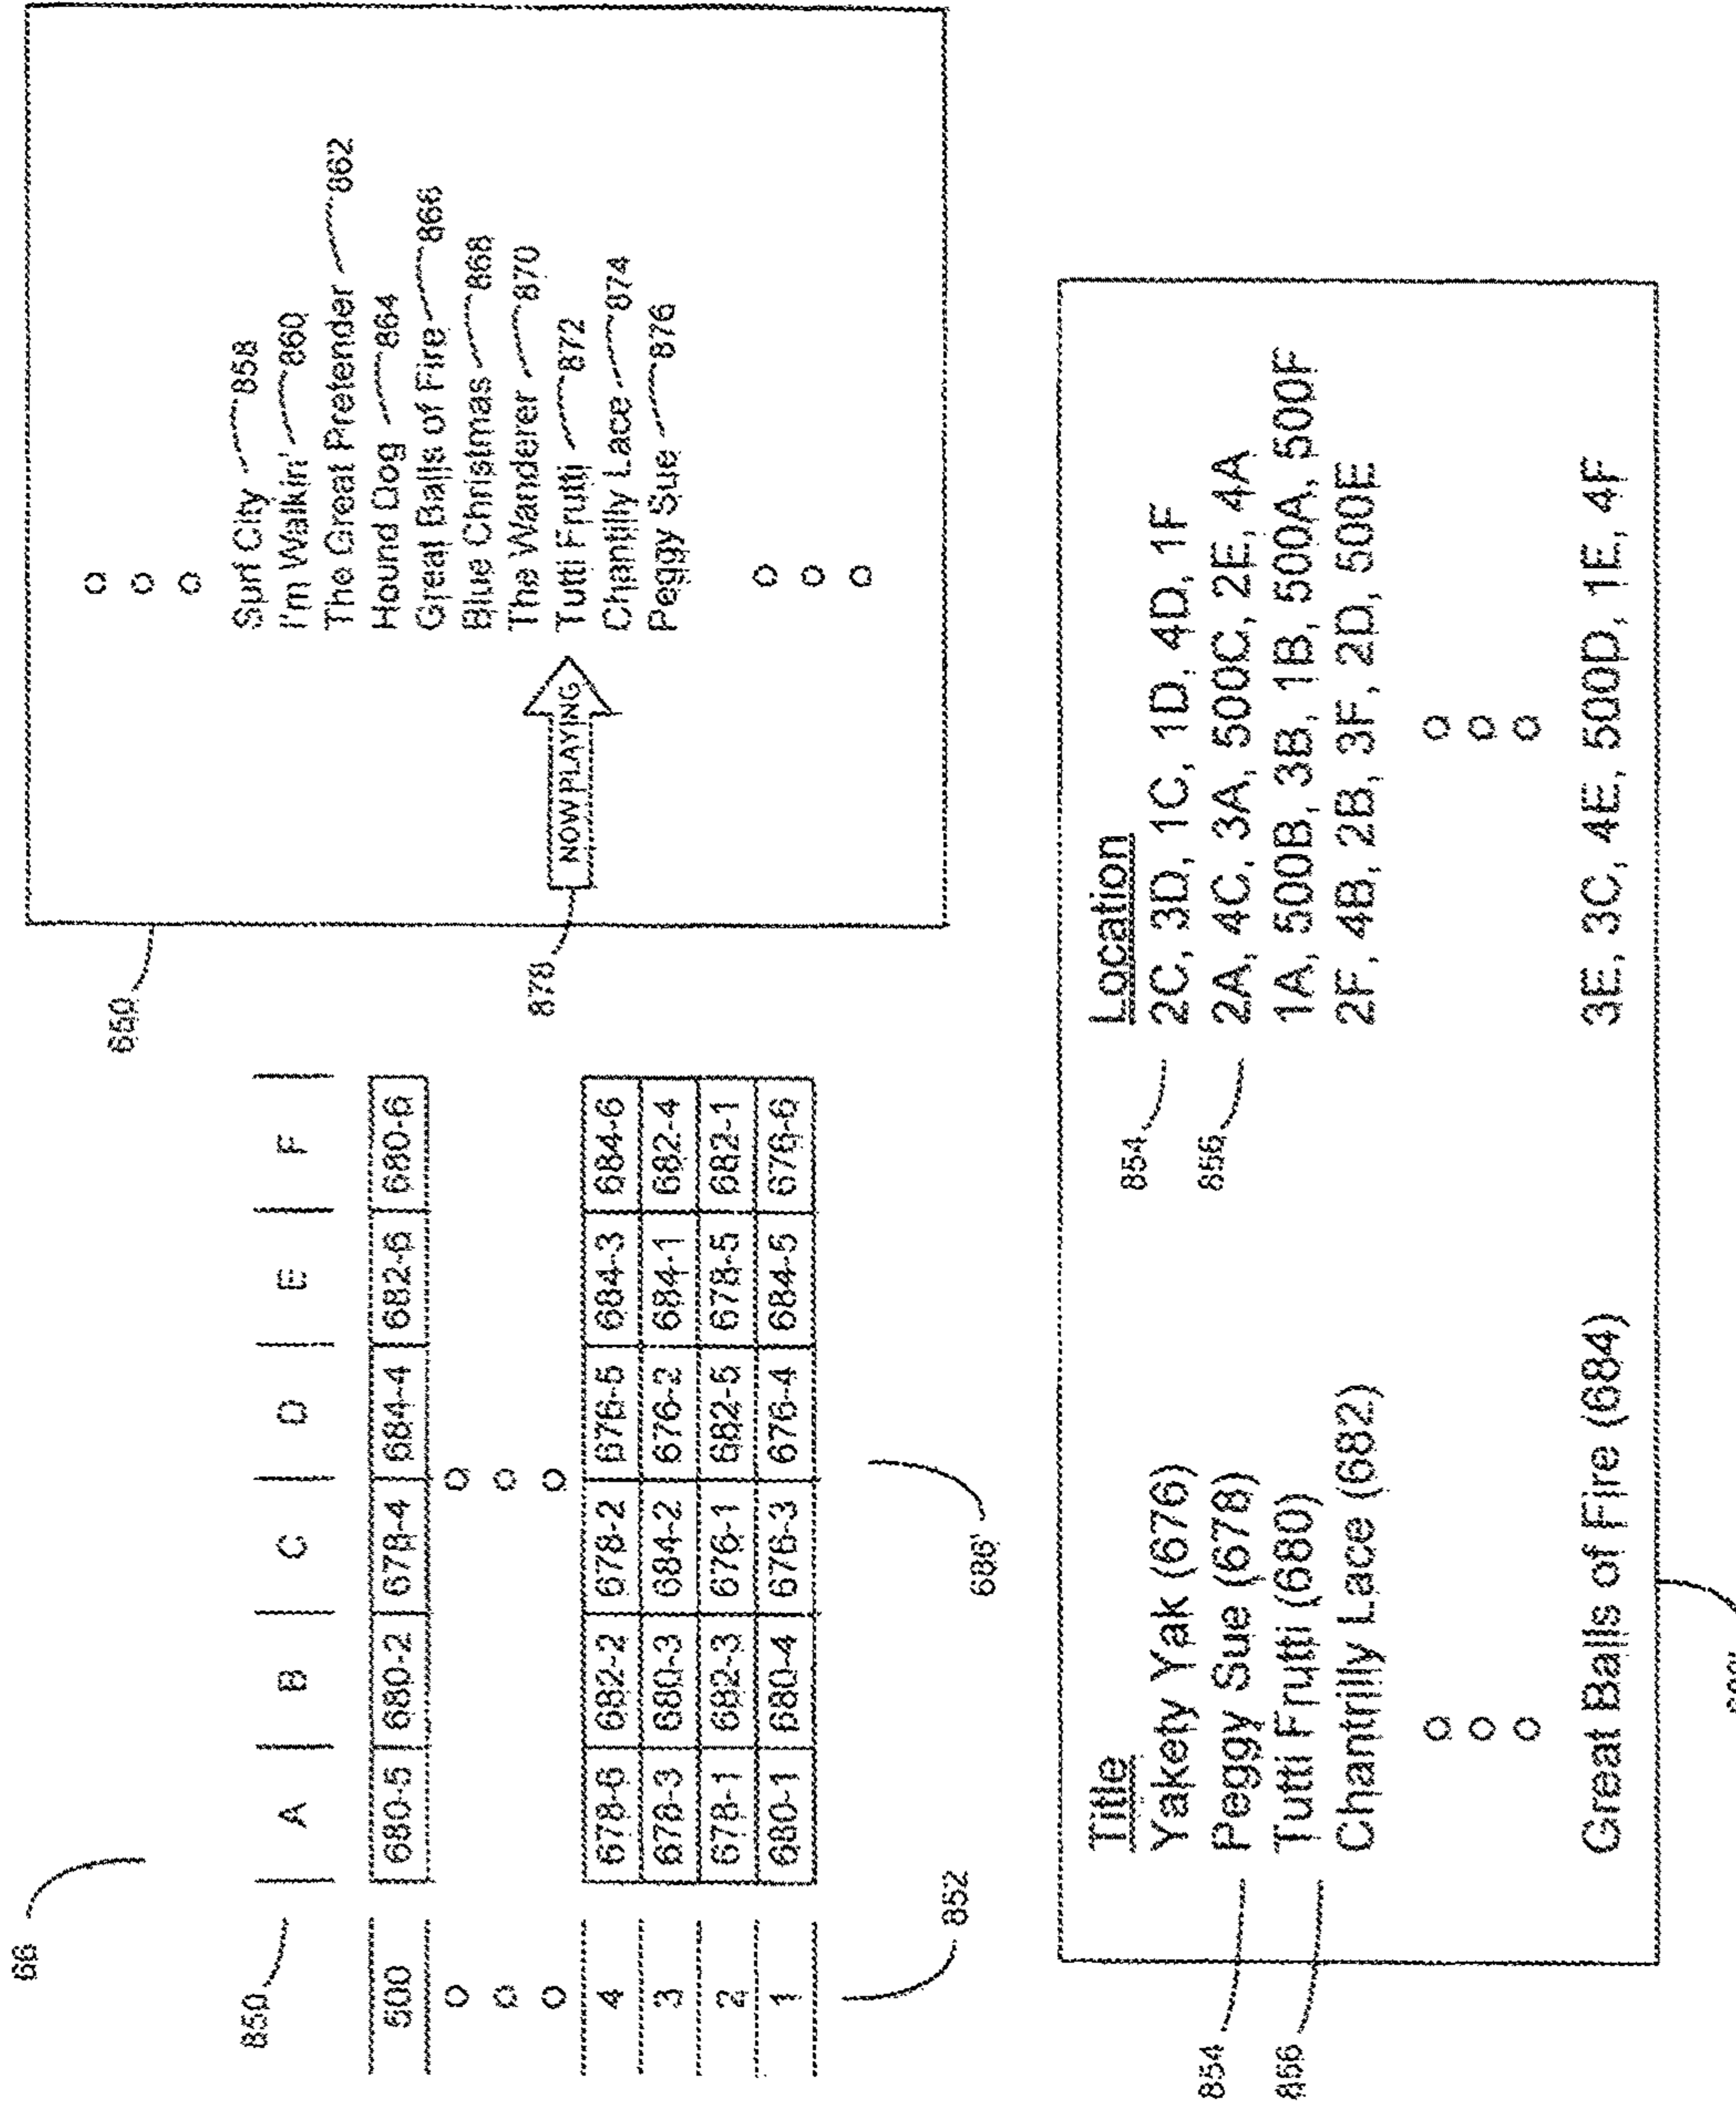 66
850
A B C D E F
500 680-5 680-2 678-4 684-4 682-6 680-6
4 678-6 682-2 678-2 676-5 684-3 684-6
3 678-3 680-3 684-2 676-2 684-1 682-4
2 678-1 682-3 676-1 682-5 678-5 682-1
1 680-1 680-4 676-3 676-4 684-5 676-6
852
686'
650
Surf City 858
I'm Walkin' 860
The Great Pretender 862
Hound Dog 864
Great Balls of Fire 866
Blue Christmas 868
The Wanderer 870
878 NOW PLAYING Tutti Frutti 872
Chantilly Lace 874
Peggy Sue 876
Title Location
Yakety Yak (676) 854 2C, 3D, 1C, 1D, 4D, 1F
854 Peggy Sue (678) 856 2A, 4C, 3A, 500C, 2E, 4A
856 Tutti Frutti (680) 1A, 500B, 3B, 1B, 500A, 500F
Chantrilly Lace (682) 2F, 4B, 2B, 3F, 2D, 500E
Great Balls of Fire (684) 3E, 3C, 4E, 500D, 1E, 4F